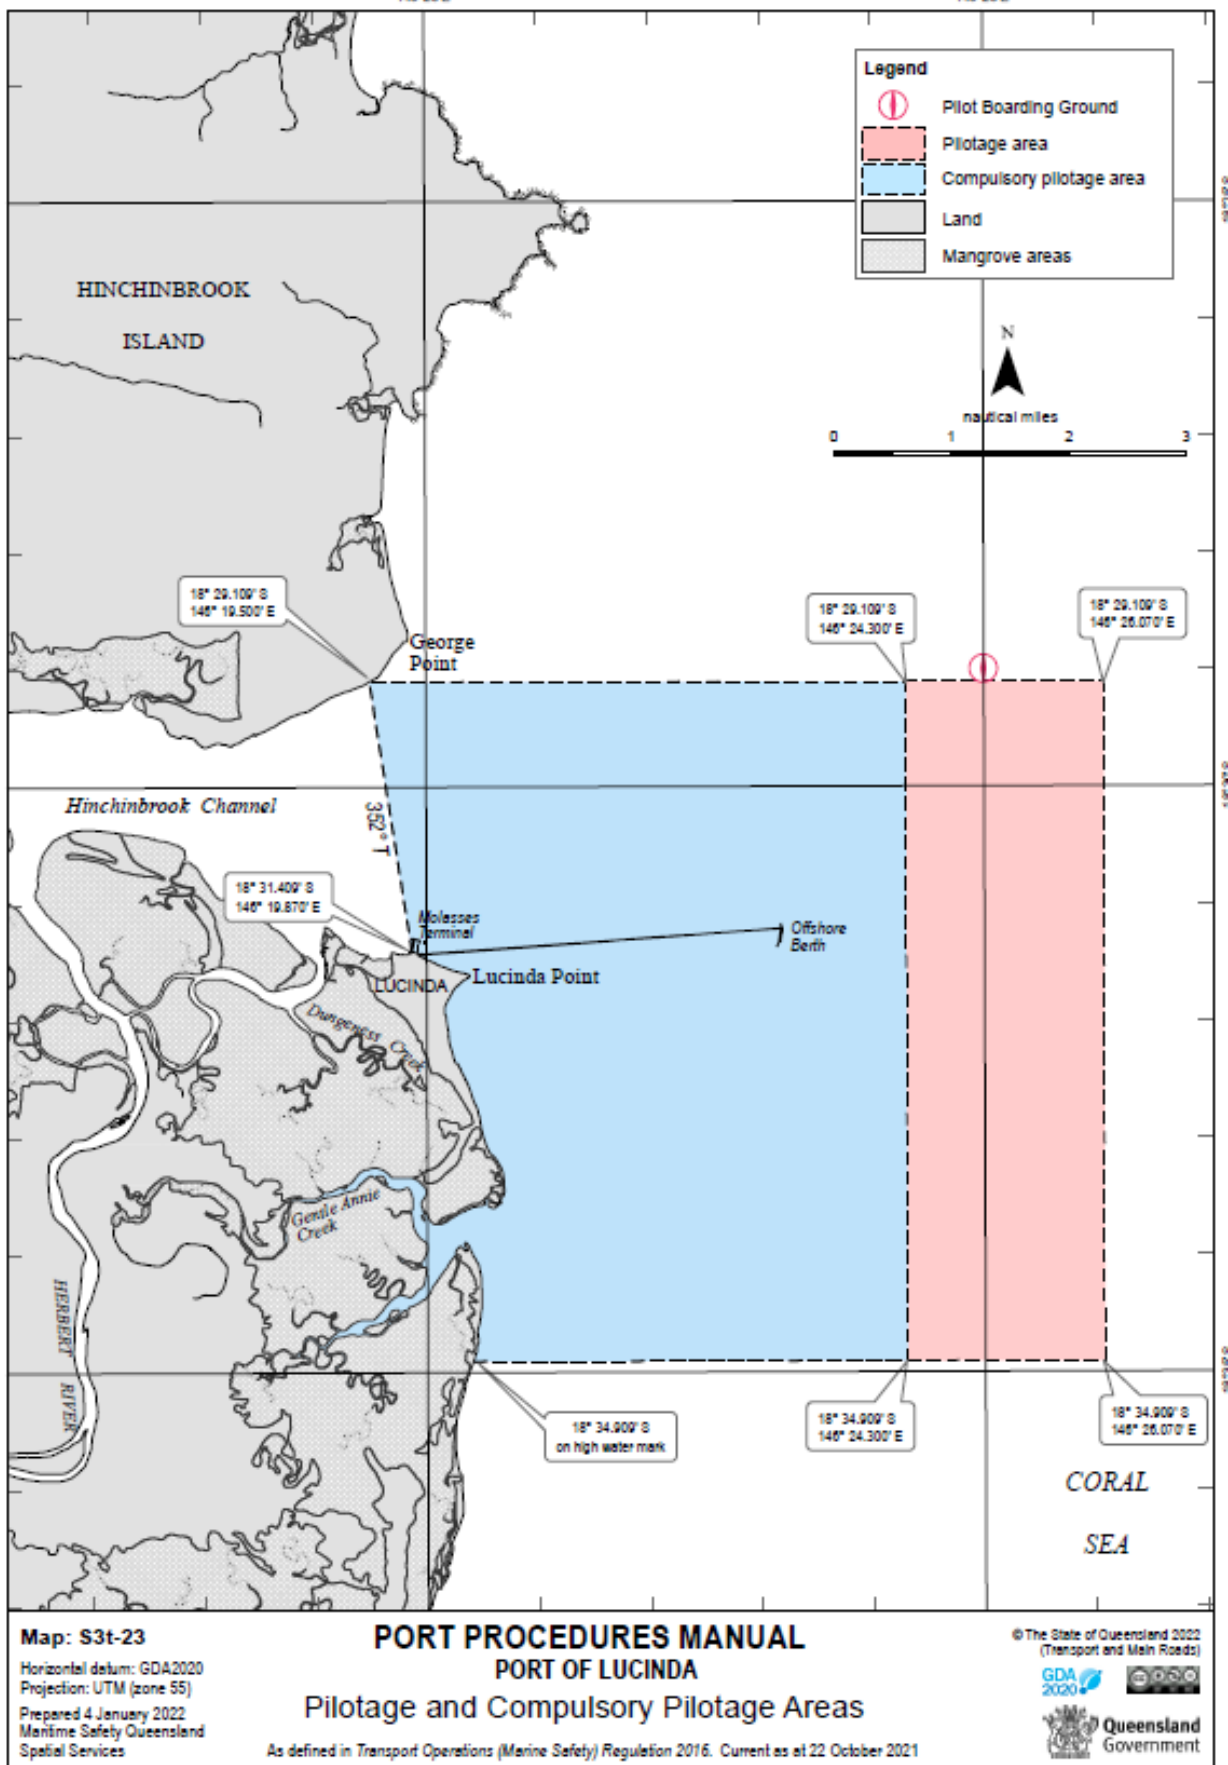 Legend
Pilot Boarding Ground
Pilotage area
Compulsory pilotage area
Land
Mangrove areas
HINCHINBROOK
ISLAND
N
nautical miles
0 1 2 3
18° 29.109' S
146° 19.500' E
18° 29.109' S
146° 24.300' E
18° 29.109' S
146° 26.070' E
George
Point
Hinchinbrook Channel
352° T
18° 31.409' S
146° 19.870' E
Molasses
Terminal
Offshore
Berth
LUCINDA
Lucinda Point
Dungeness Creek
Gentle Annie
Creek
HERBERT RIVER
18° 34.909' S
on high water mark
18° 34.909' S
146° 24.300' E
18° 34.909' S
146° 26.070' E
CORAL
SEA
Map: S3t-23
Horizontal datum: GDA2020
Projection: UTM (zone 55)
Prepared 4 January 2022
Maritime Safety Queensland
Spatial Services
PORT PROCEDURES MANUAL
PORT OF LUCINDA
Pilotage and Compulsory Pilotage Areas
As defined in Transport Operations (Marine Safety) Regulation 2016. Current as at 22 October 2021
© The State of Queensland 2022
(Transport and Main Roads)
GDA
2020
Queensland
Government